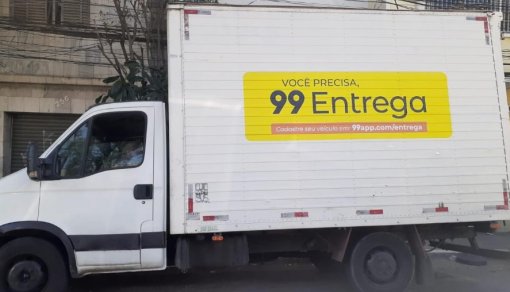 VOCÊ PRECISA,
99 Entrega
Cadastre seu veículo em: 99app.com/entrega